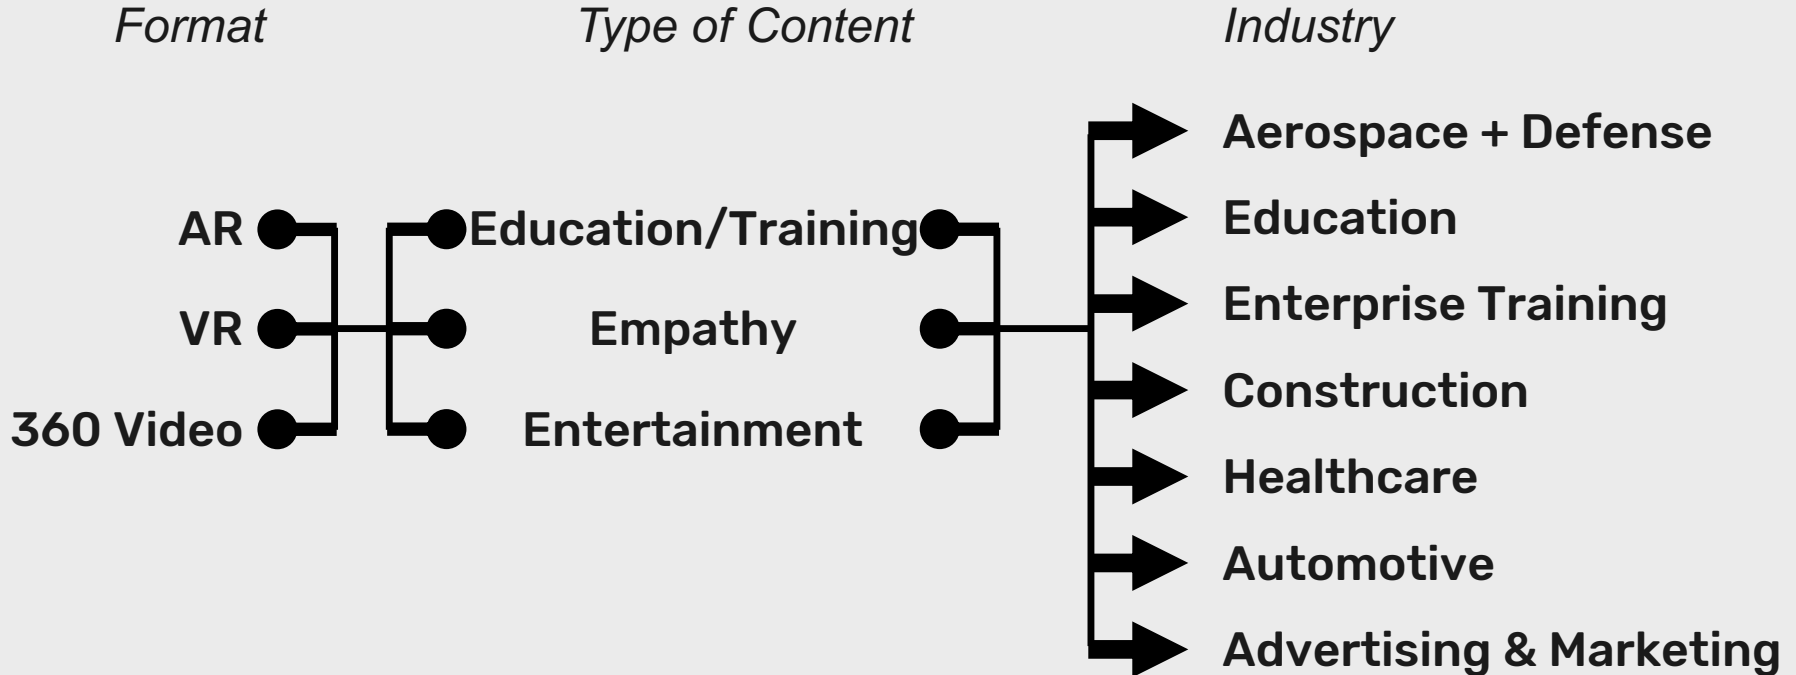 Format
Type of Content
Industry
AR
VR
360 Video
Education/Training
Empathy
Entertainment
Aerospace + Defense
Education
Enterprise Training
Construction
Healthcare
Automotive
Advertising & Marketing